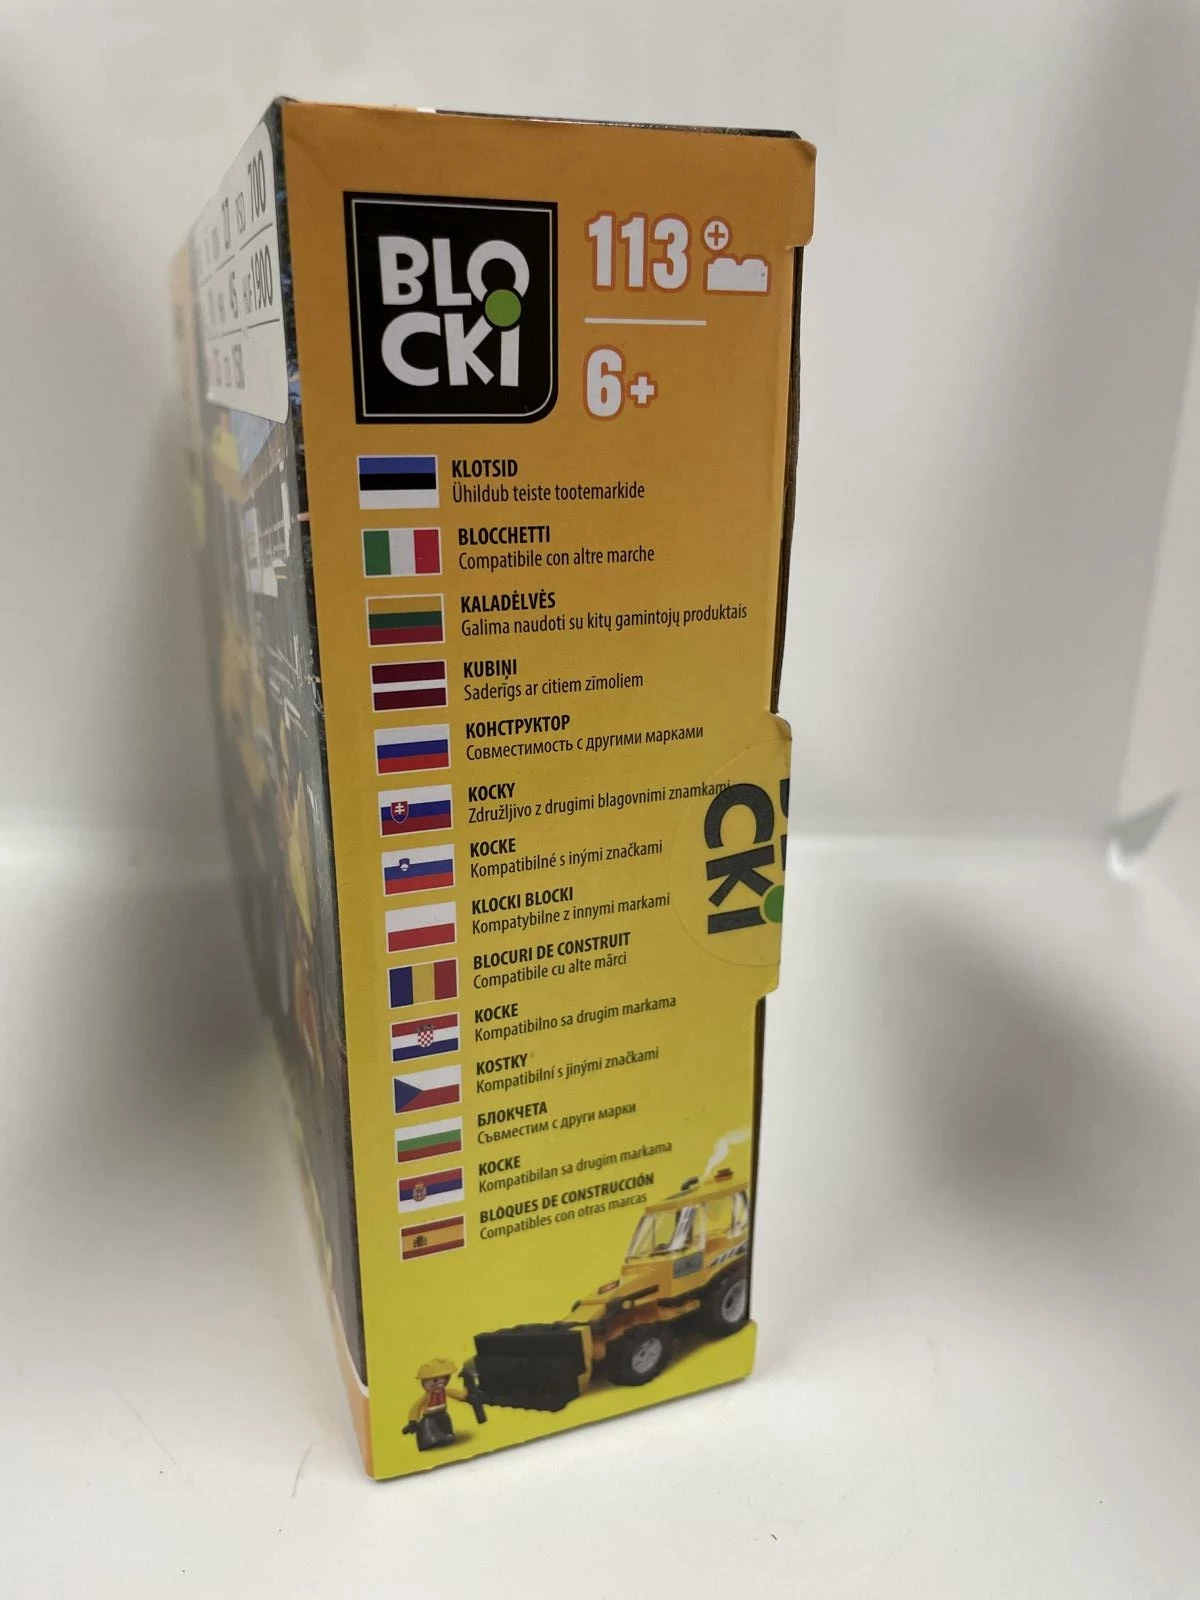 BLOCKI
113+
6+
KLOTSID
Ühildub teiste tootemarkide
BLOCCHETTI
Compatibile con altre marche
KALADĖLVĖS
Galima naudoti su kitų gamintojų produktais
KUBIŅI
Saderīgs ar citiem zīmoliem
КОНСТРУКТОР
Совместимость с другими марками
KOCKY
Združljivo z drugimi blagovnimi znamkami
KOCKE
Kompatibilné s inými značkami
KLOCKI BLOCKI
Kompatybilne z innymi markami
BLOCURI DE CONSTRUIT
Compatibile cu alte mărci
KOCKE
Kompatibilno sa drugim markama
KOSTKY
Kompatibilní s jinými značkami
БЛОКЧЕТА
Съвместим с други марки
KOCKE
Kompatibilan sa drugim markama
BLOQUES DE CONSTRUCCIÓN
Compatibles con otras marcas
CKI
700
1900